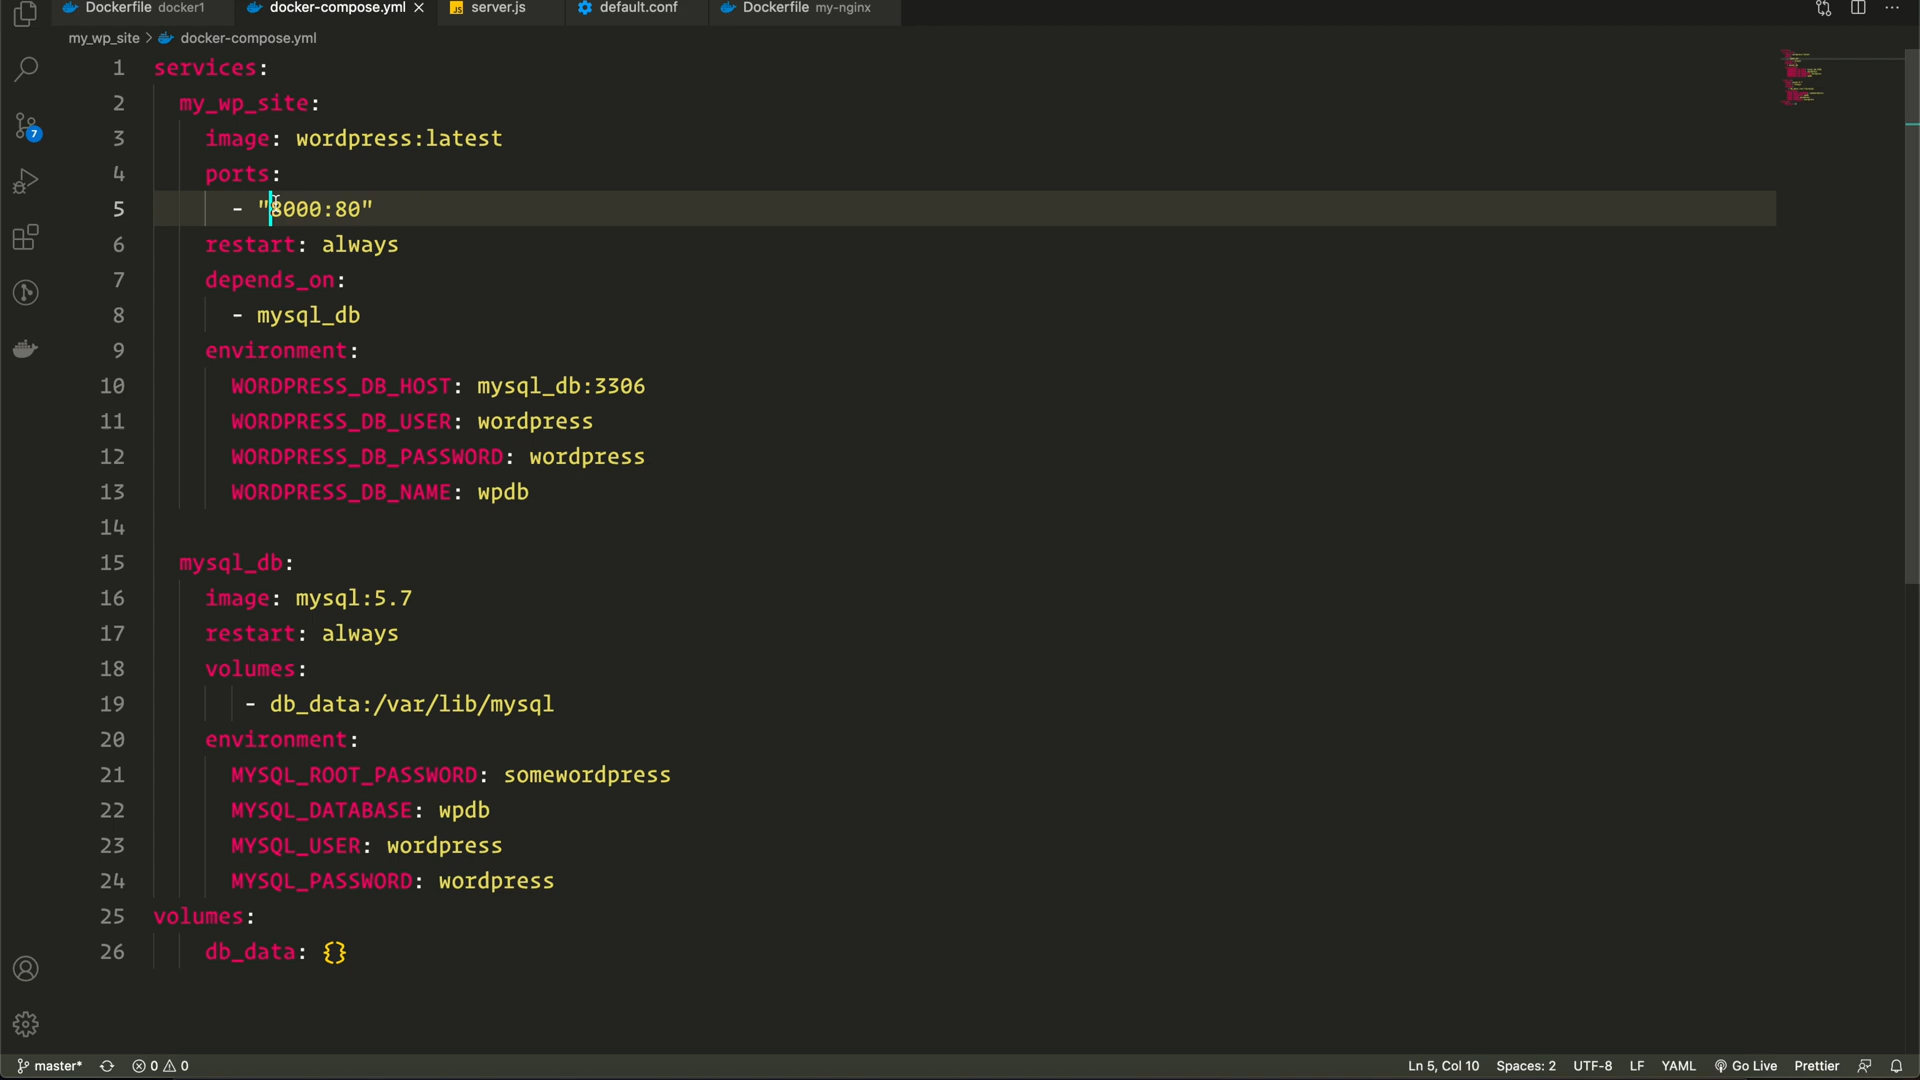 Dockerfile docker1 docker-compose.yml server.js default.conf Dockerfile my-nginx
my_wp_site > docker-compose.yml
1 services:
2 my_wp_site:
3 image: wordpress:latest
4 ports:
5 - "8000:80"
6 restart: always
7 depends_on:
8 - mysql_db
9 environment:
10 WORDPRESS_DB_HOST: mysql_db:3306
11 WORDPRESS_DB_USER: wordpress
12 WORDPRESS_DB_PASSWORD: wordpress
13 WORDPRESS_DB_NAME: wpdb
14
15 mysql_db:
16 image: mysql:5.7
17 restart: always
18 volumes:
19 - db_data:/var/lib/mysql
20 environment:
21 MYSQL_ROOT_PASSWORD: somewordpress
22 MYSQL_DATABASE: wpdb
23 MYSQL_USER: wordpress
24 MYSQL_PASSWORD: wordpress
25 volumes:
26 db_data: {}
7
master* 0 0 Ln 5, Col 10 Spaces: 2 UTF-8 LF YAML Go Live Prettier